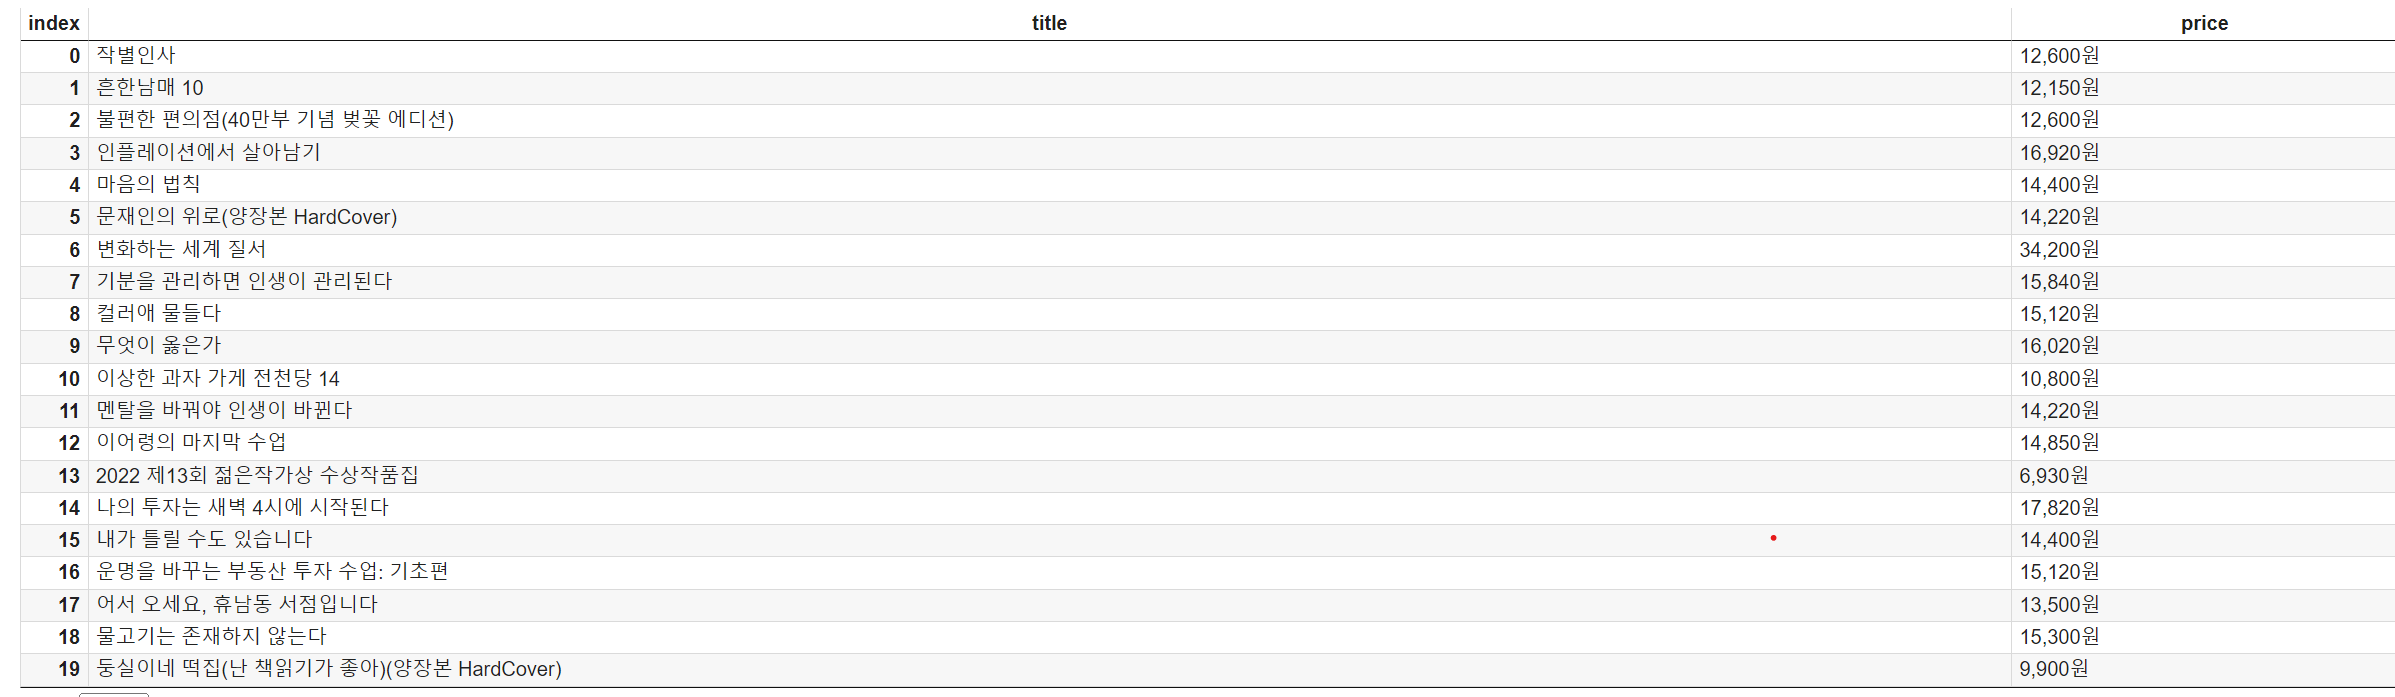 index title price
0 작별인사 12,600원
1 흔한남매 10 12,150원
2 불편한 편의점(40만부 기념 벚꽃 에디션) 12,600원
3 인플레이션에서 살아남기 16,920원
4 마음의 법칙 14,400원
5 문재인의 위로(양장본 HardCover) 14,220원
6 변화하는 세계 질서 34,200원
7 기분을 관리하면 인생이 관리된다 15,840원
8 컬러애 물들다 15,120원
9 무엇이 옳은가 16,020원
10 이상한 과자 가게 전천당 14 10,800원
11 멘탈을 바꿔야 인생이 바뀐다 14,220원
12 이어령의 마지막 수업 14,850원
13 2022 제13회 젊은작가상 수상작품집 6,930원
14 나의 투자는 새벽 4시에 시작된다 17,820원
15 내가 틀릴 수도 있습니다 14,400원
16 운명을 바꾸는 부동산 투자 수업: 기초편 15,120원
17 어서 오세요, 휴남동 서점입니다 13,500원
18 물고기는 존재하지 않는다 15,300원
19 둥실이네 떡집(난 책읽기가 좋아)(양장본 HardCover) 9,900원